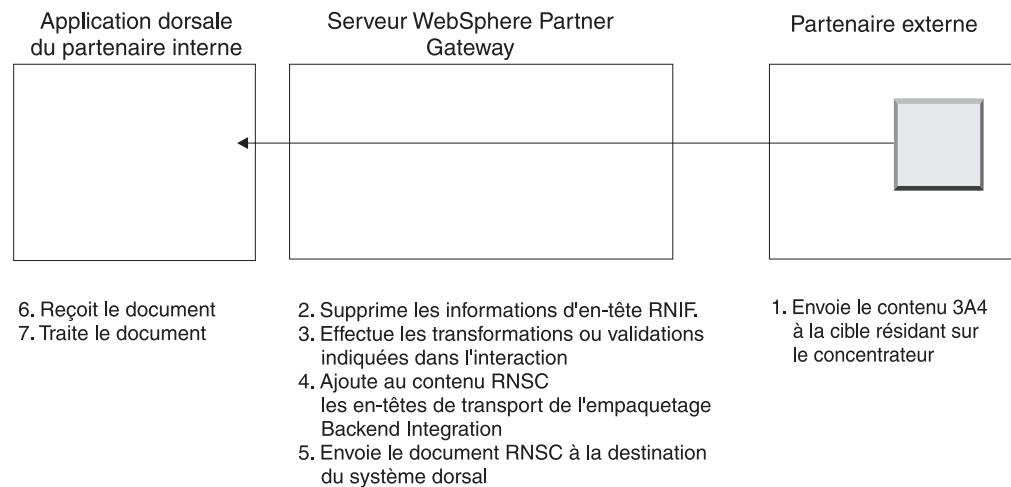 Application dorsale
du partenaire interne
Serveur WebSphere Partner
Gateway
Partenaire externe
6. Reçoit le document
7. Traite le document
2. Supprime les informations d'en-tête RNIF.
3. Effectue les transformations ou validations
indiquées dans l'interaction
4. Ajoute au contenu RNSC
les en-têtes de transport de l'empaquetage
Backend Integration
5. Envoie le document RNSC à la destination
du système dorsal
1. Envoie le contenu 3A4
à la cible résidant sur
le concentrateur